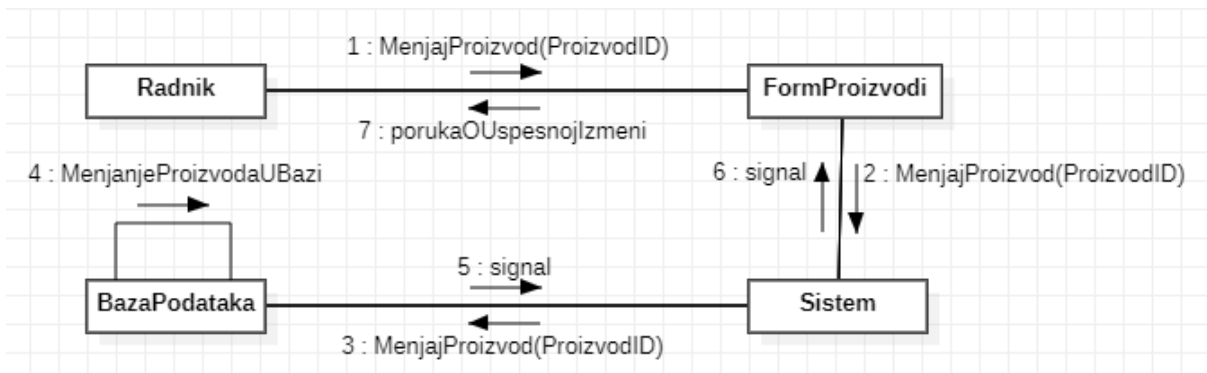 1 : MenjajProizvod(ProizvodID)
Radnik
FormProizvodi
7 : porukaOUspesnojIzmeni
4 : MenjanjeProizvodaUBazi
6 : signal
2 : MenjajProizvod(ProizvodID)
5 : signal
BazaPodataka
Sistem
3 : MenjajProizvod(ProizvodID)